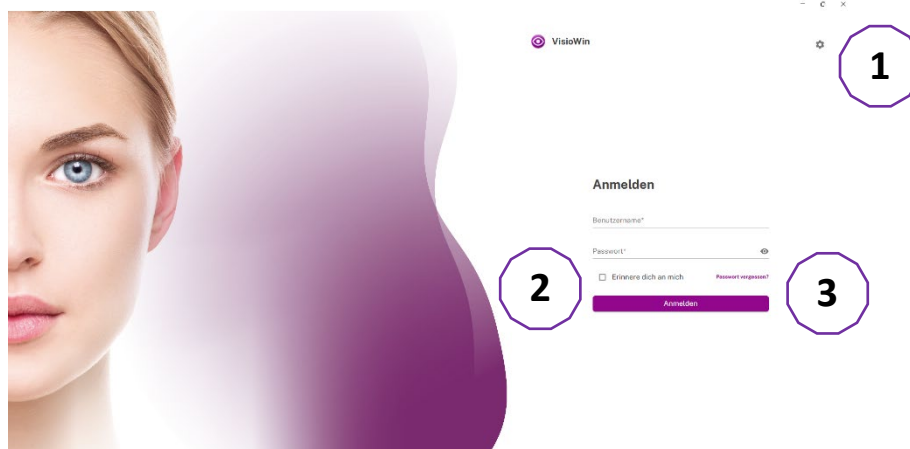 VisioWin
1
Anmelden
Benutzername*
Passwort*
2
Erinnere dich an mich
Passwort vergessen?
3
Anmelden